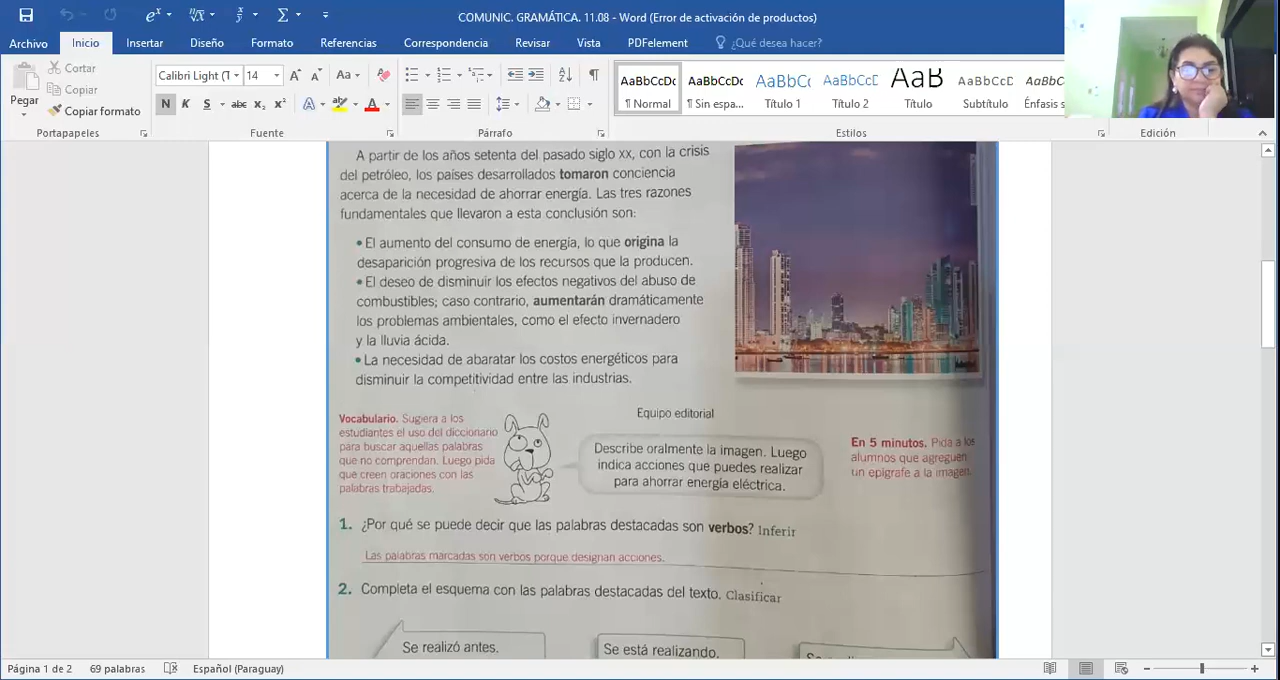 COMUNIC. GRAMÁTICA. 11.08 - Word (Error de activación de productos)
Archivo Inicio Insertar Diseño Formato Referencias Correspondencia Revisar Vista PDFelement ¿Qué desea hacer?
Pegar
Cortar
Copiar
Copiar formato
Portapapeles
Calibri Light (T 14
Fuente
Párrafo
AaBbCcDc AaBbCcDc AaBbCc AaBbCcD AaB AaBbCcD AaBbC
¶ Normal ¶ Sin espa... Título 1 Título 2 Título Subtítulo Énfasis s
Estilos
Edición
A partir de los años setenta del pasado siglo xx, con la crisis
del petróleo, los países desarrollados tomaron conciencia
acerca de la necesidad de ahorrar energía. Las tres razones
fundamentales que llevaron a esta conclusión son:
• El aumento del consumo de energía, lo que origina la
desaparición progresiva de los recursos que la producen.
• El deseo de disminuir los efectos negativos del abuso de
combustibles; caso contrario, aumentarán dramáticamente
los problemas ambientales, como el efecto invernadero
y la lluvia ácida.
• La necesidad de abaratar los costos energéticos para
disminuir la competitividad entre las industrias.
Equipo editorial
Vocabulario. Sugiera a los
estudiantes el uso del diccionario
para buscar aquellas palabras
que no comprendan. Luego pida
que creen oraciones con las
palabras trabajadas.
Describe oralmente la imagen. Luego
indica acciones que puedes realizar
para ahorrar energía eléctrica.
En 5 minutos. Pida a los
alumnos que agreguen
un epígrafe a la imagen.
1. ¿Por qué se puede decir que las palabras destacadas son verbos? Inferir
Las palabras marcadas son verbos porque designan acciones.
2. Completa el esquema con las palabras destacadas del texto. Clasificar
Se realizó antes.
Se está realizando.
Página 1 de 2 69 palabras Español (Paraguay)